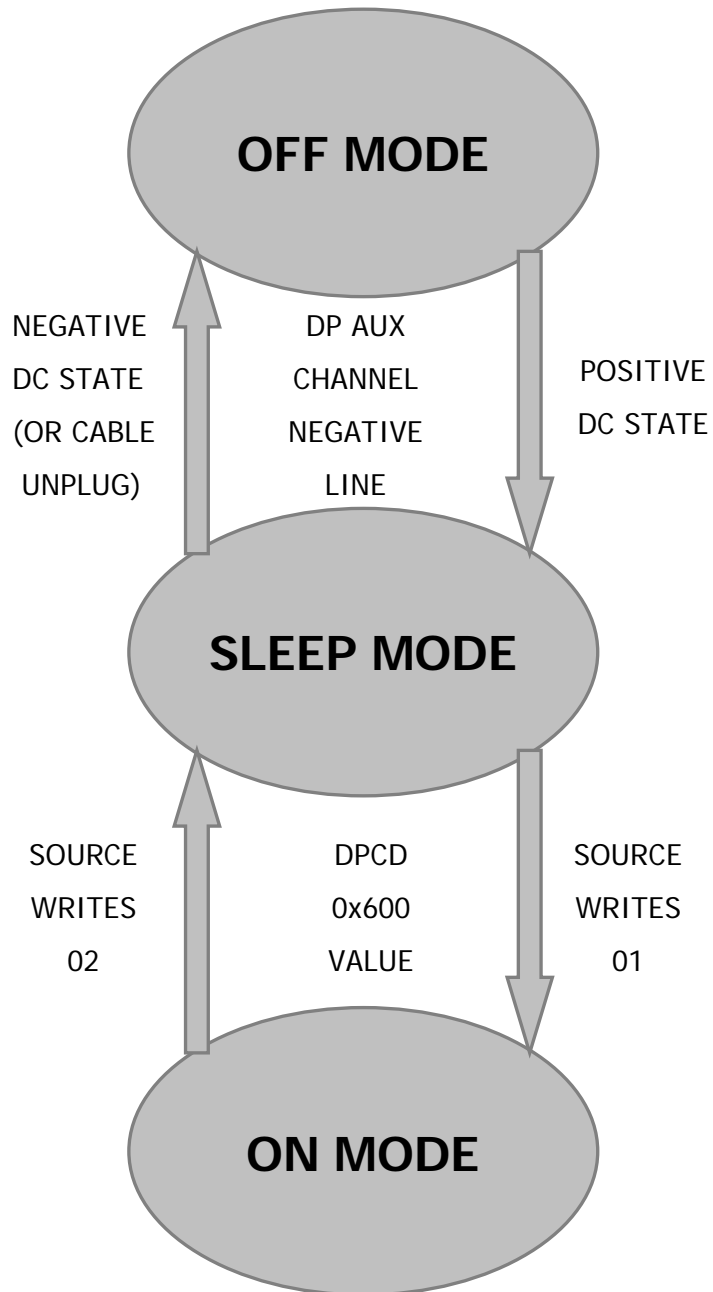 OFF MODE
NEGATIVE
DC STATE
(OR CABLE
UNPLUG)
DP AUX
CHANNEL
NEGATIVE
LINE
POSITIVE
DC STATE
SLEEP MODE
SOURCE
WRITES
02
DPCD
0x600
VALUE
SOURCE
WRITES
01
ON MODE